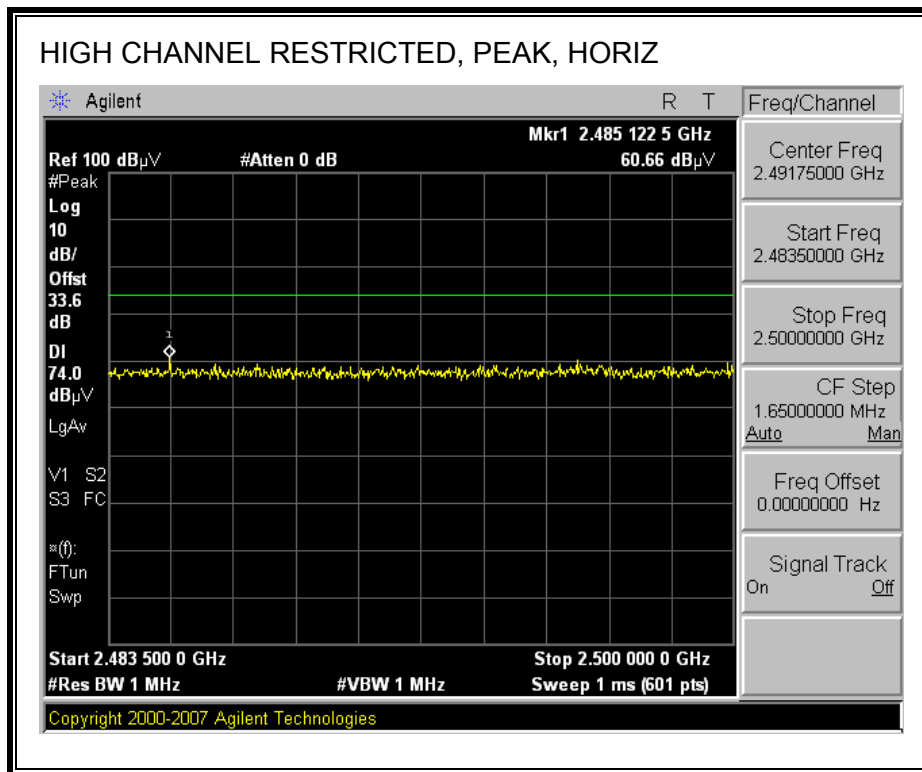 HIGH CHANNEL RESTRICTED, PEAK, HORIZ
Agilent R T Freq/Channel
Mkr1 2.485 122 5 GHz
Ref 100 dBµV #Atten 0 dB 60.66 dBµV
#Peak
Log
10
dB/
Offst
33.6
dB
DI
74.0
dBµV
LgAv
V1 S2
S3 FC
¤(f):
FTun
Swp
1
Start 2.483 500 0 GHz Stop 2.500 000 0 GHz
#Res BW 1 MHz #VBW 1 MHz Sweep 1 ms (601 pts)
Copyright 2000-2007 Agilent Technologies
Center Freq
2.49175000 GHz
Start Freq
2.48350000 GHz
Stop Freq
2.50000000 GHz
CF Step
1.65000000 MHz
Auto Man
Freq Offset
0.00000000 Hz
Signal Track
On Off